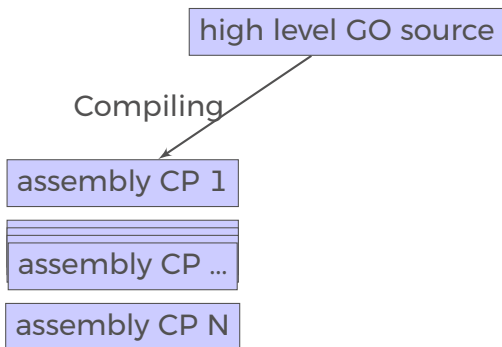 high level GO source
Compiling
assembly CP 1
assembly CP ...
assembly CP N